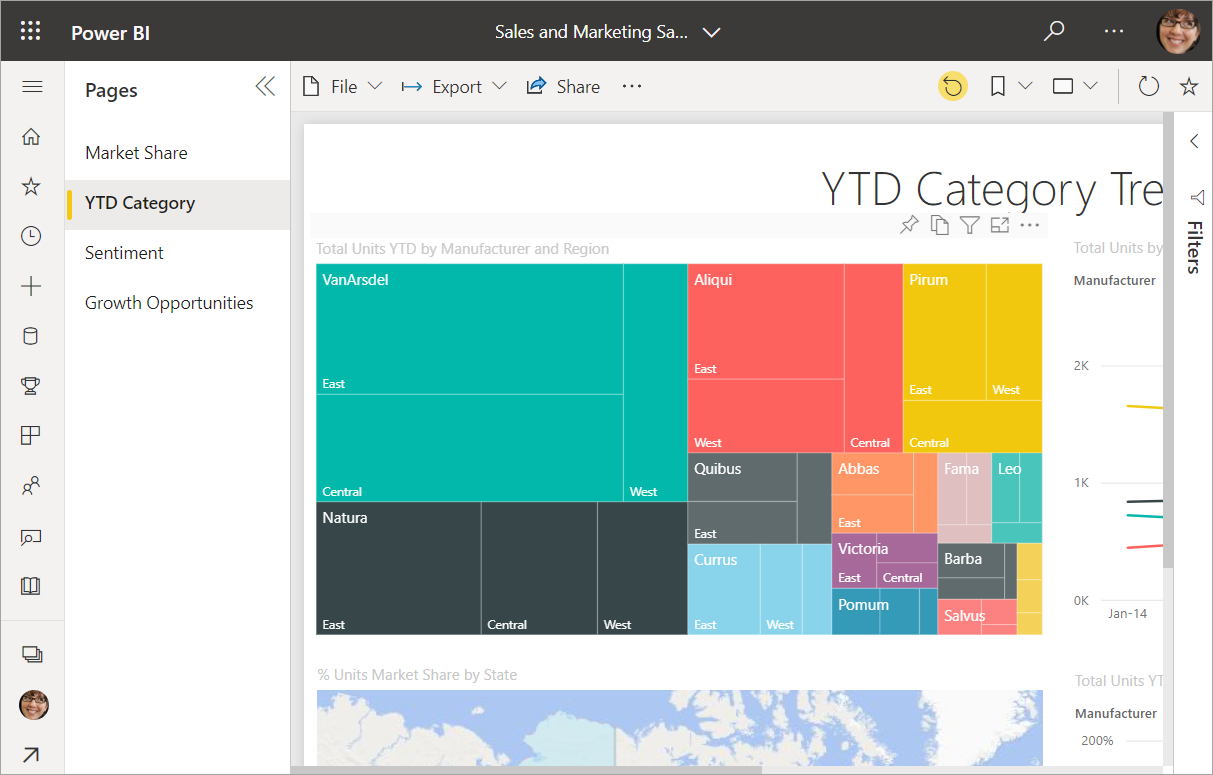 Power BI
Sales and Marketing Sa...
Pages
File
Export
Share
Market Share
YTD Category
Sentiment
Growth Opportunities
YTD Category Tre
Filters
Total Units YTD by Manufacturer and Region
VanArsdel
East
Central
West
Natura
East
Central
West
Aliqui
East
West
Central
Pirum
East
West
Central
Quibus
East
Currus
East
West
Abbas
East
Victoria
East
Central
Pomum
Fama
Leo
Barba
Salvus
Total Units by
Manufacturer
2K
1K
0K
Jan-14
% Units Market Share by State
Total Units YT
Manufacturer
200%